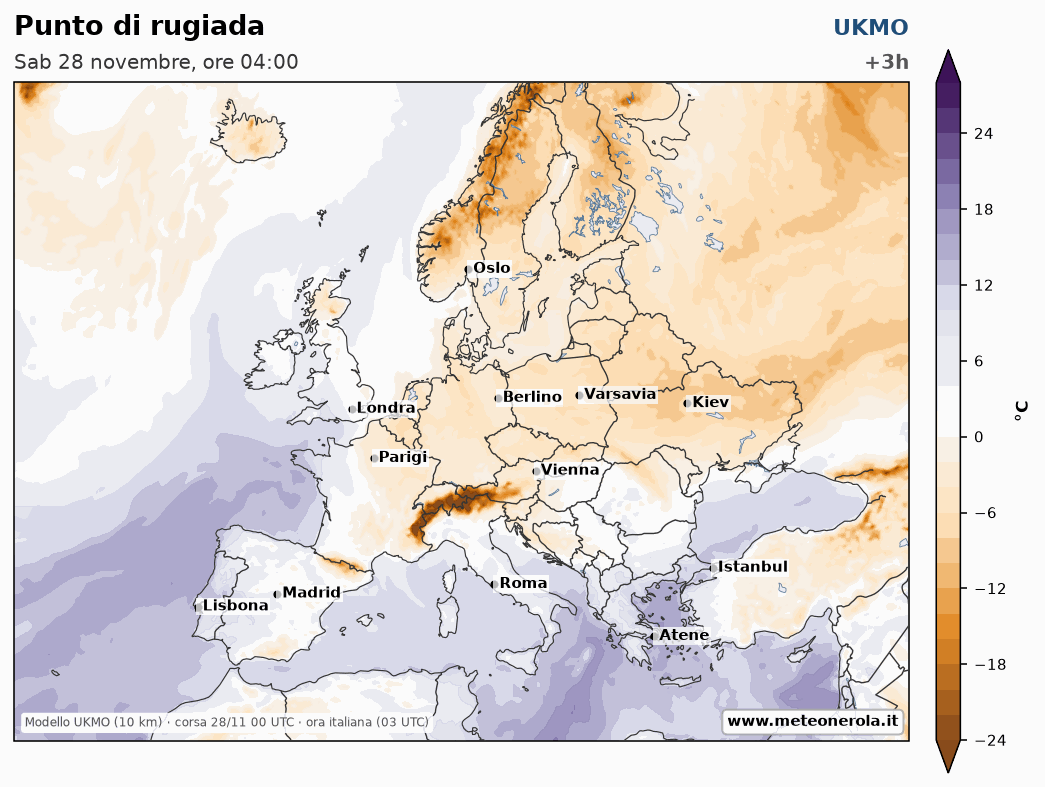 Punto di rugiada
UKMO
Sab 28 novembre, ore 04:00
+3h
Oslo
Londra
Berlino
Varsavia
Kiev
Parigi
Vienna
Istanbul
Roma
Madrid
Lisbona
Atene
Modello UKMO (10 km) · corsa 28/11 00 UTC · ora italiana (03 UTC)
www.meteonerola.it
24
18
12
6
0
−6
−12
−18
−24
°C